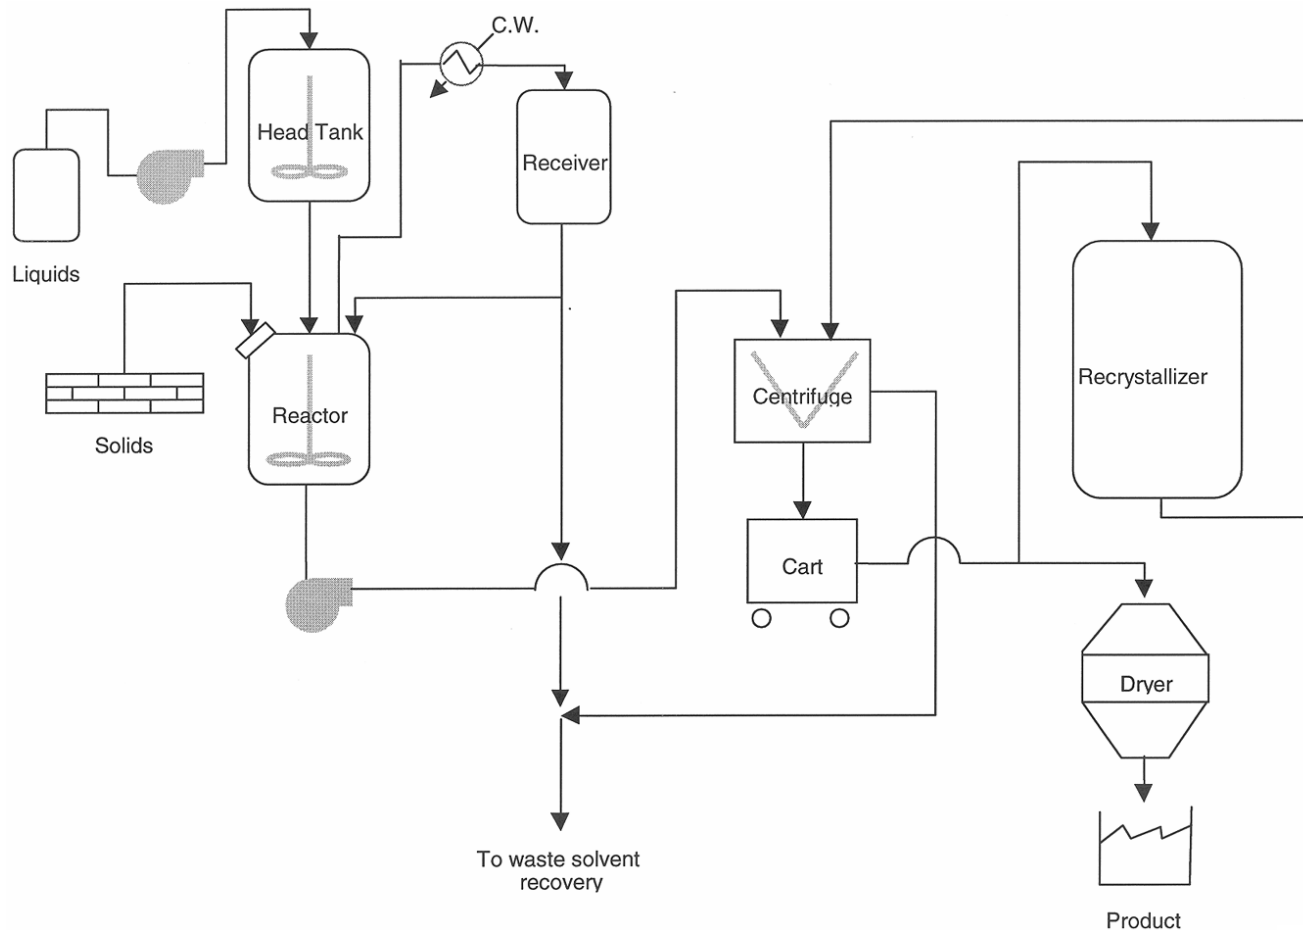 C.W.
Head Tank
Receiver
Liquids
Recrystallizer
Centrifuge
Reactor
Solids
Cart
Dryer
To waste solvent
recovery
Product